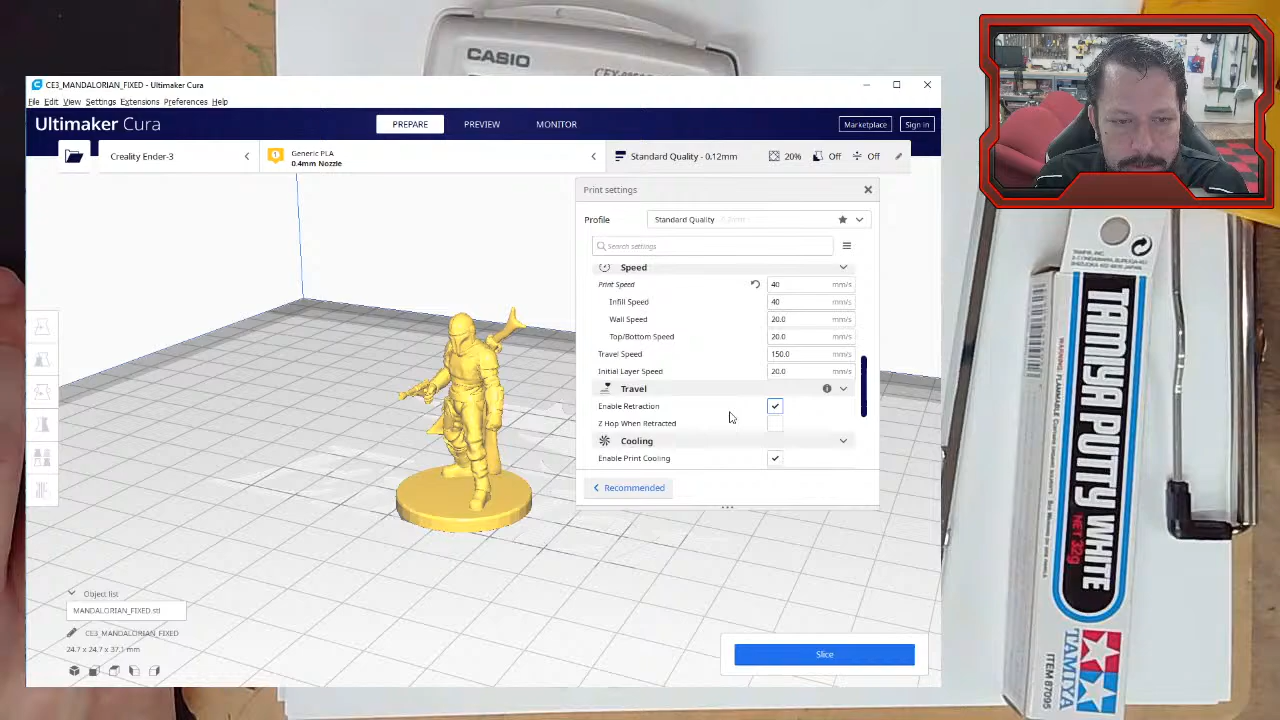 CASIO
CE3_MANDALORIAN_FIXED - Ultimaker Cura
File Edit View Settings Extensions Preferences Help
Ultimaker Cura
PREPARE
PREVIEW
MONITOR
Marketplace
Sign in
Creality Ender-3
Generic PLA
0.4mm Nozzle
Standard Quality - 0.12mm
20%
Off
Off
Print settings
Profile
Standard Quality
Search settings
Speed
Print Speed 40 mm/s
Infill Speed 40 mm/s
Wall Speed 20.0 mm/s
Top/Bottom Speed 20.0 mm/s
Travel Speed 150.0 mm/s
Initial Layer Speed 20.0 mm/s
Travel
Enable Retraction
Z Hop When Retracted
Cooling
Enable Print Cooling
Recommended
Object list
MANDALORIAN_FIXED.stl
CE3_MANDALORIAN_FIXED
24.7 x 24.7 x 37.1 mm
Slice
TAMIYA PUTTY WHITE
NET 32g
TAMIYA
ITEM 87095